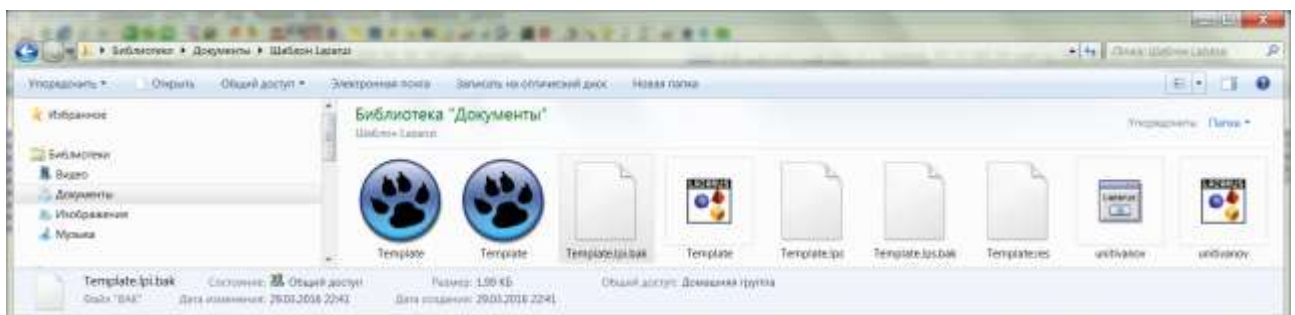 Библиотеки Документы Шаблон Lazarus
Упорядочить Открыть Общий доступ Электронная почта Записать на оптический диск Новая папка
Избранное
Библиотеки
Видео
Документы
Изображения
Музыка
Библиотека "Документы"
Шаблон Lazarus
Упорядочить: Папка
Template
Template
Template.lpi.bak
Template
Template.lps
Template.lps.bak
Template.res
unitivanov
unitivanov
Template.lpi.bak Состояние: Общий доступ Размер: 1,99 КБ Общий доступ: Домашняя группа
Файл "BAK" Дата изменения: 29.03.2016 22:41 Дата создания: 29.03.2016 22:41